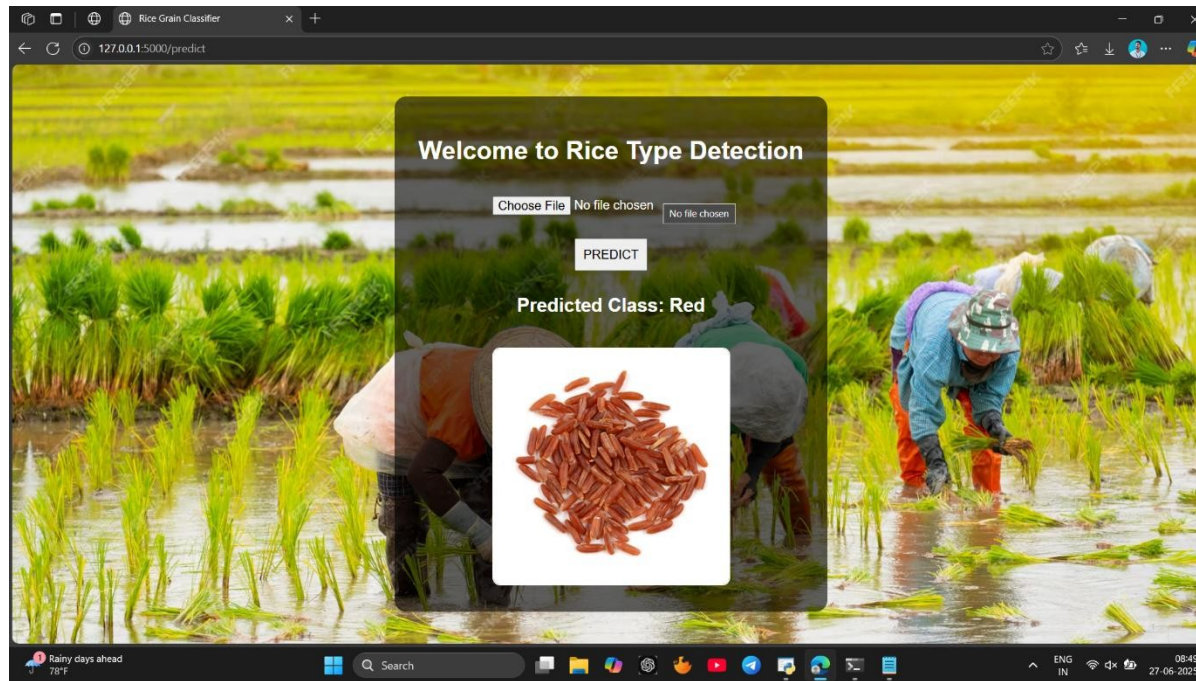 Rice Grain Classifier
127.0.0.1:5000/predict
Welcome to Rice Type Detection
Choose File No file chosen
No file chosen
PREDICT
Predicted Class: Red
1
Rainy days ahead
78°F
Search
ENG
IN
08:49
27-06-2025